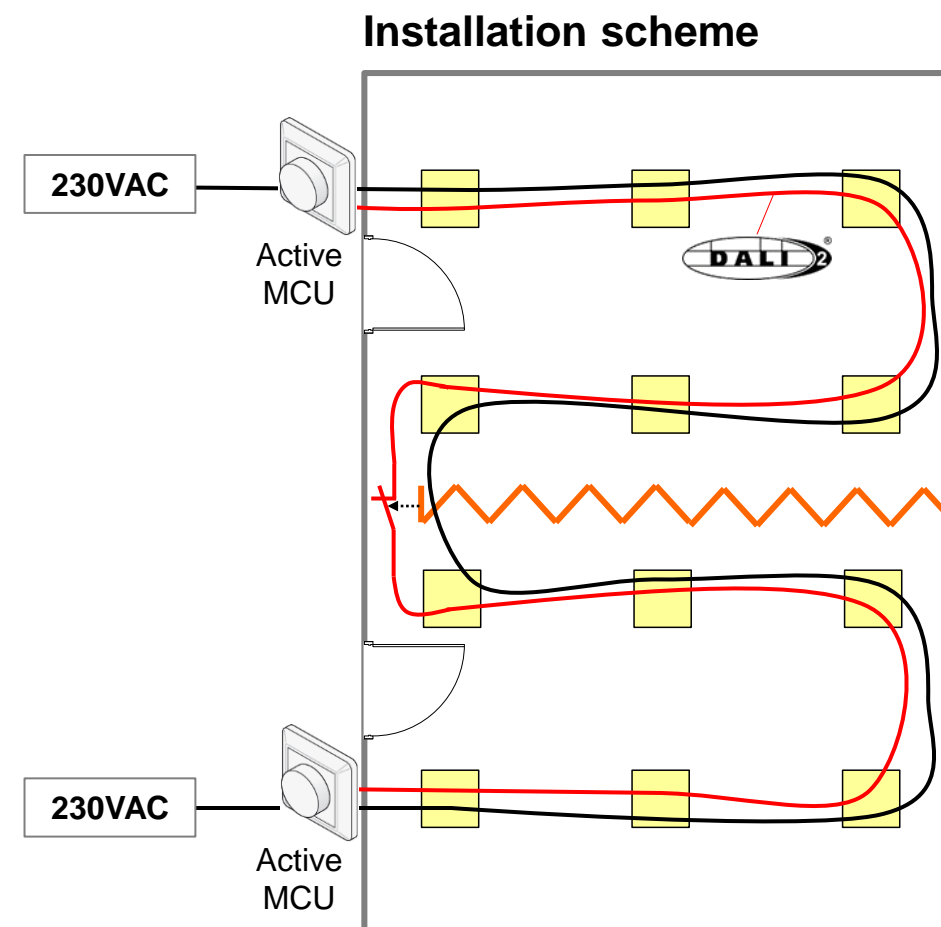 Installation scheme
230VAC
Active
MCU
DALI 2 ®
230VAC
Active
MCU